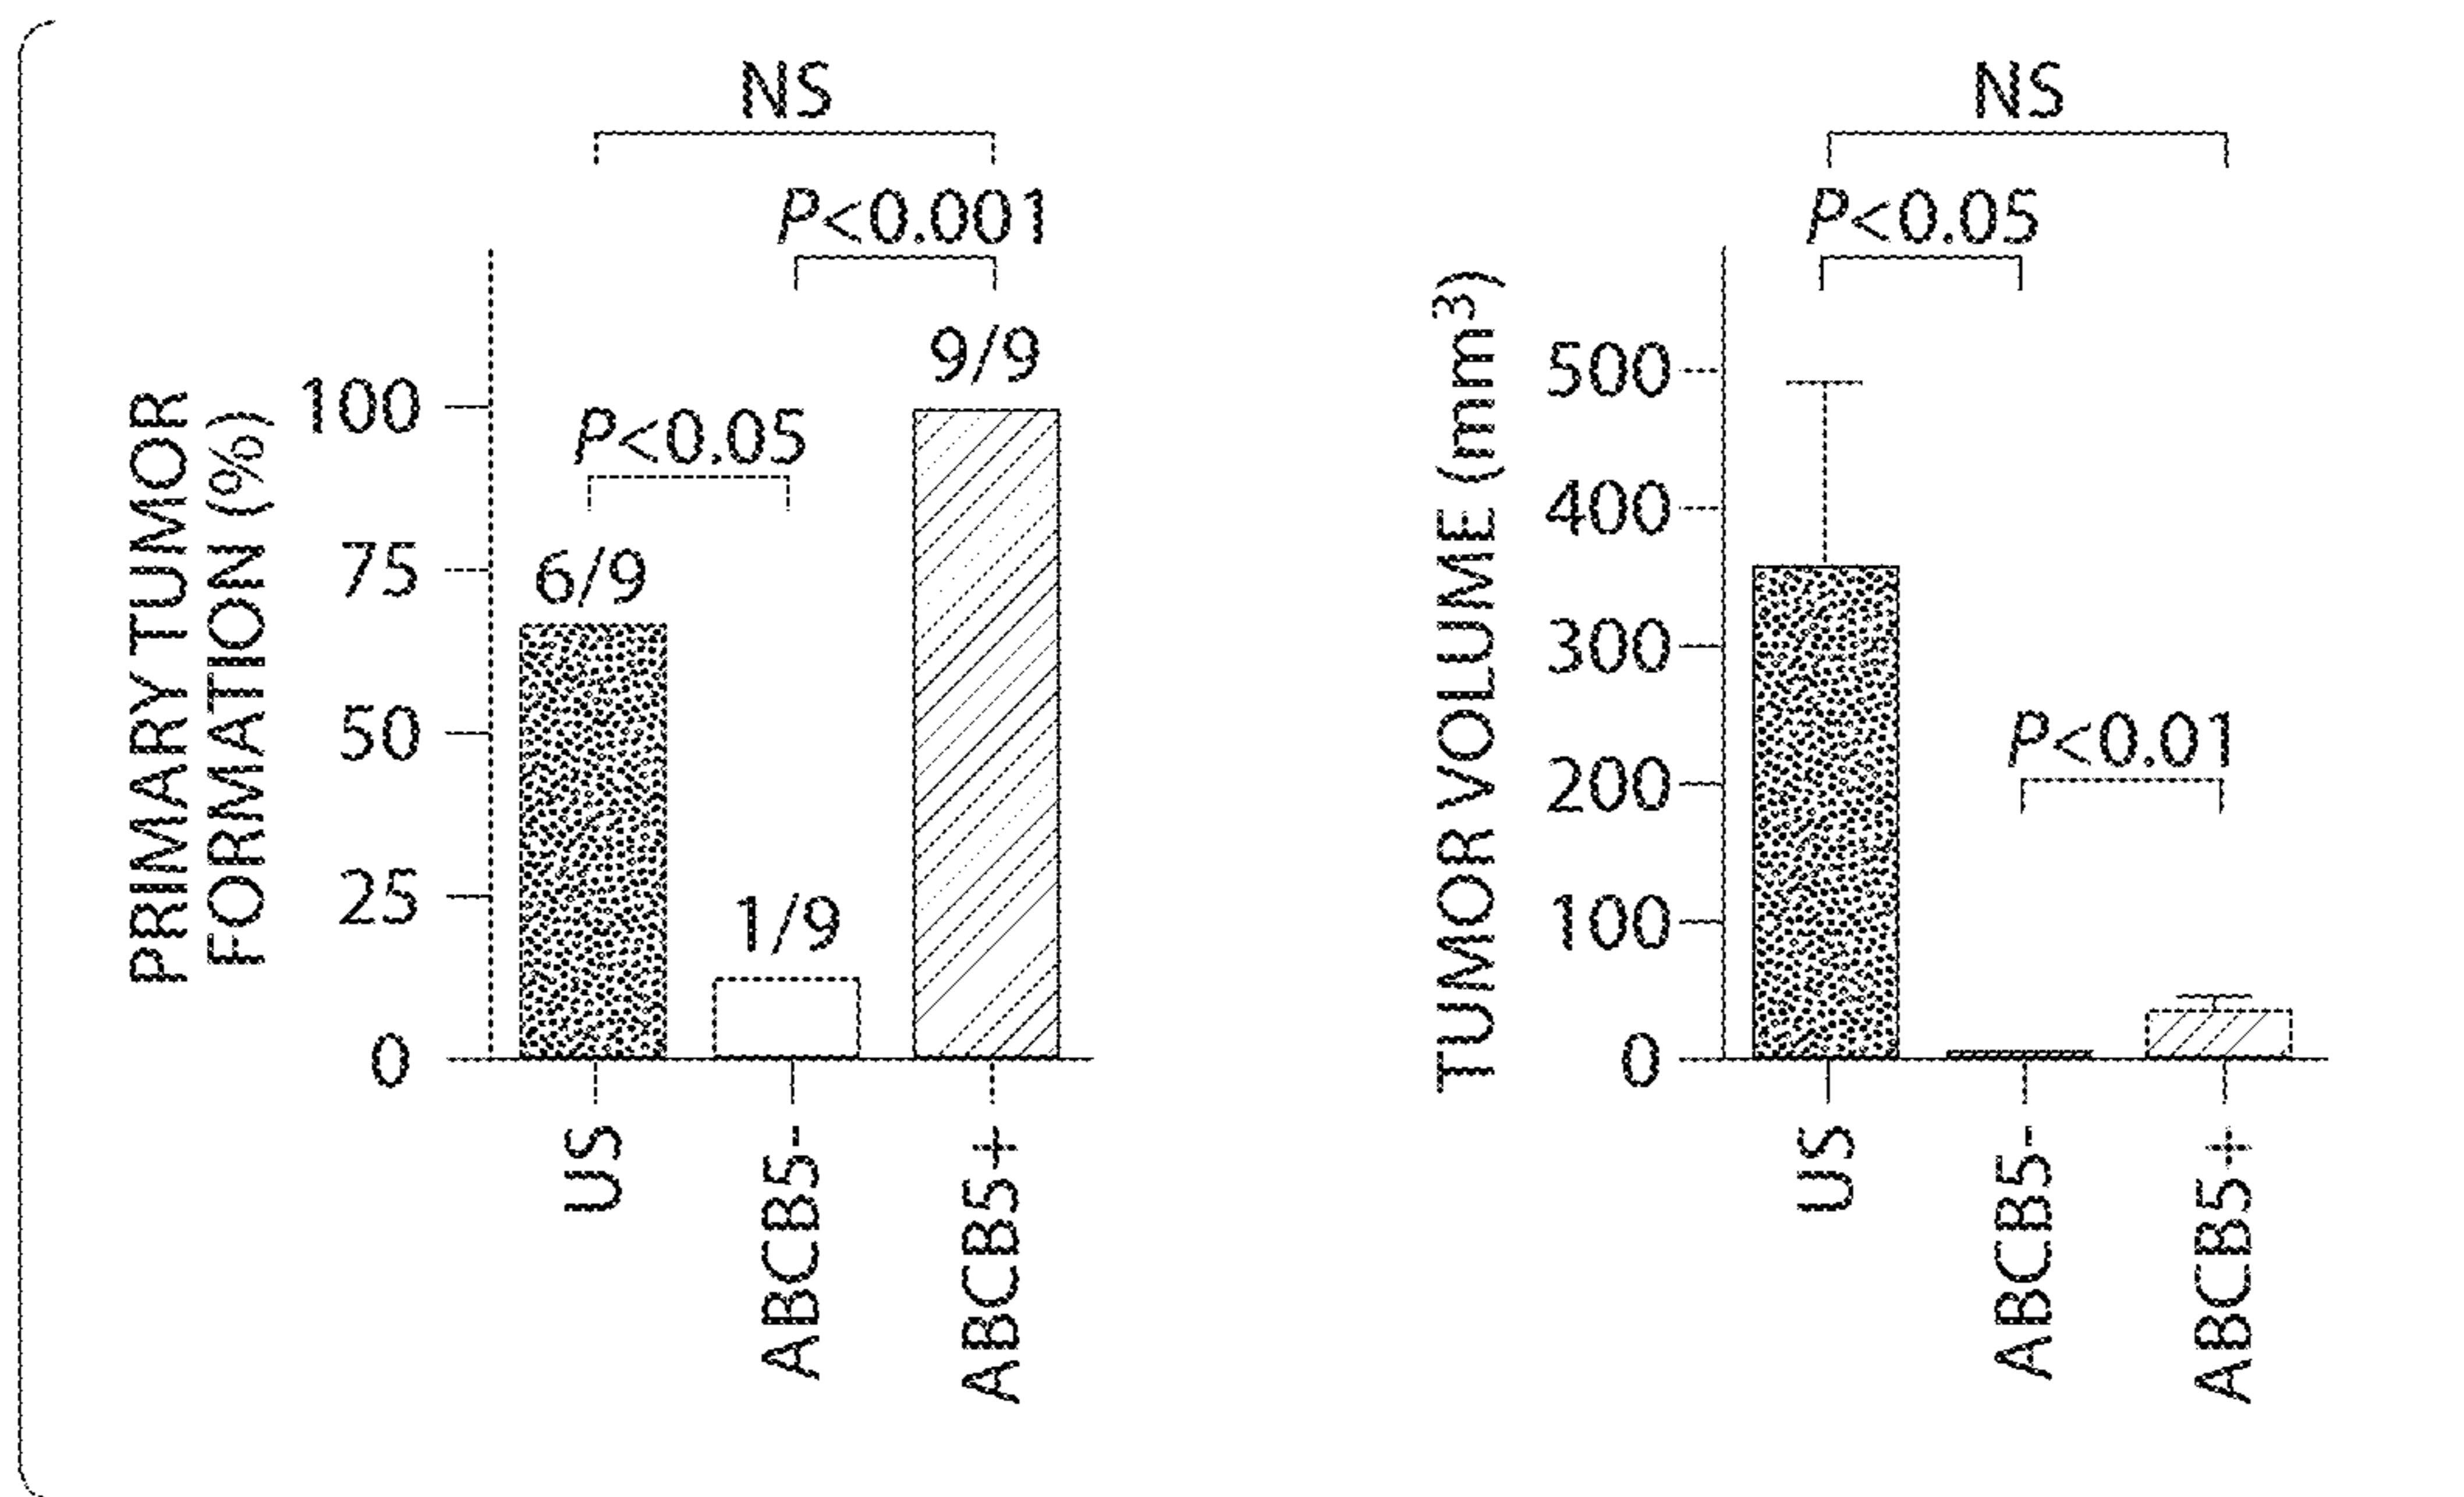 NS
P<0.001
9/9
P<0.05
6/9
1/9
PRIMARY TUMOR
FORMATION (%)
100
75
50
25
0
US
ABCB5-
ABCB5+
NS
P<0.05
P<0.01
TUMOR VOLUME (mm³)
500
400
300
200
100
0
US
ABCB5-
ABCB5+